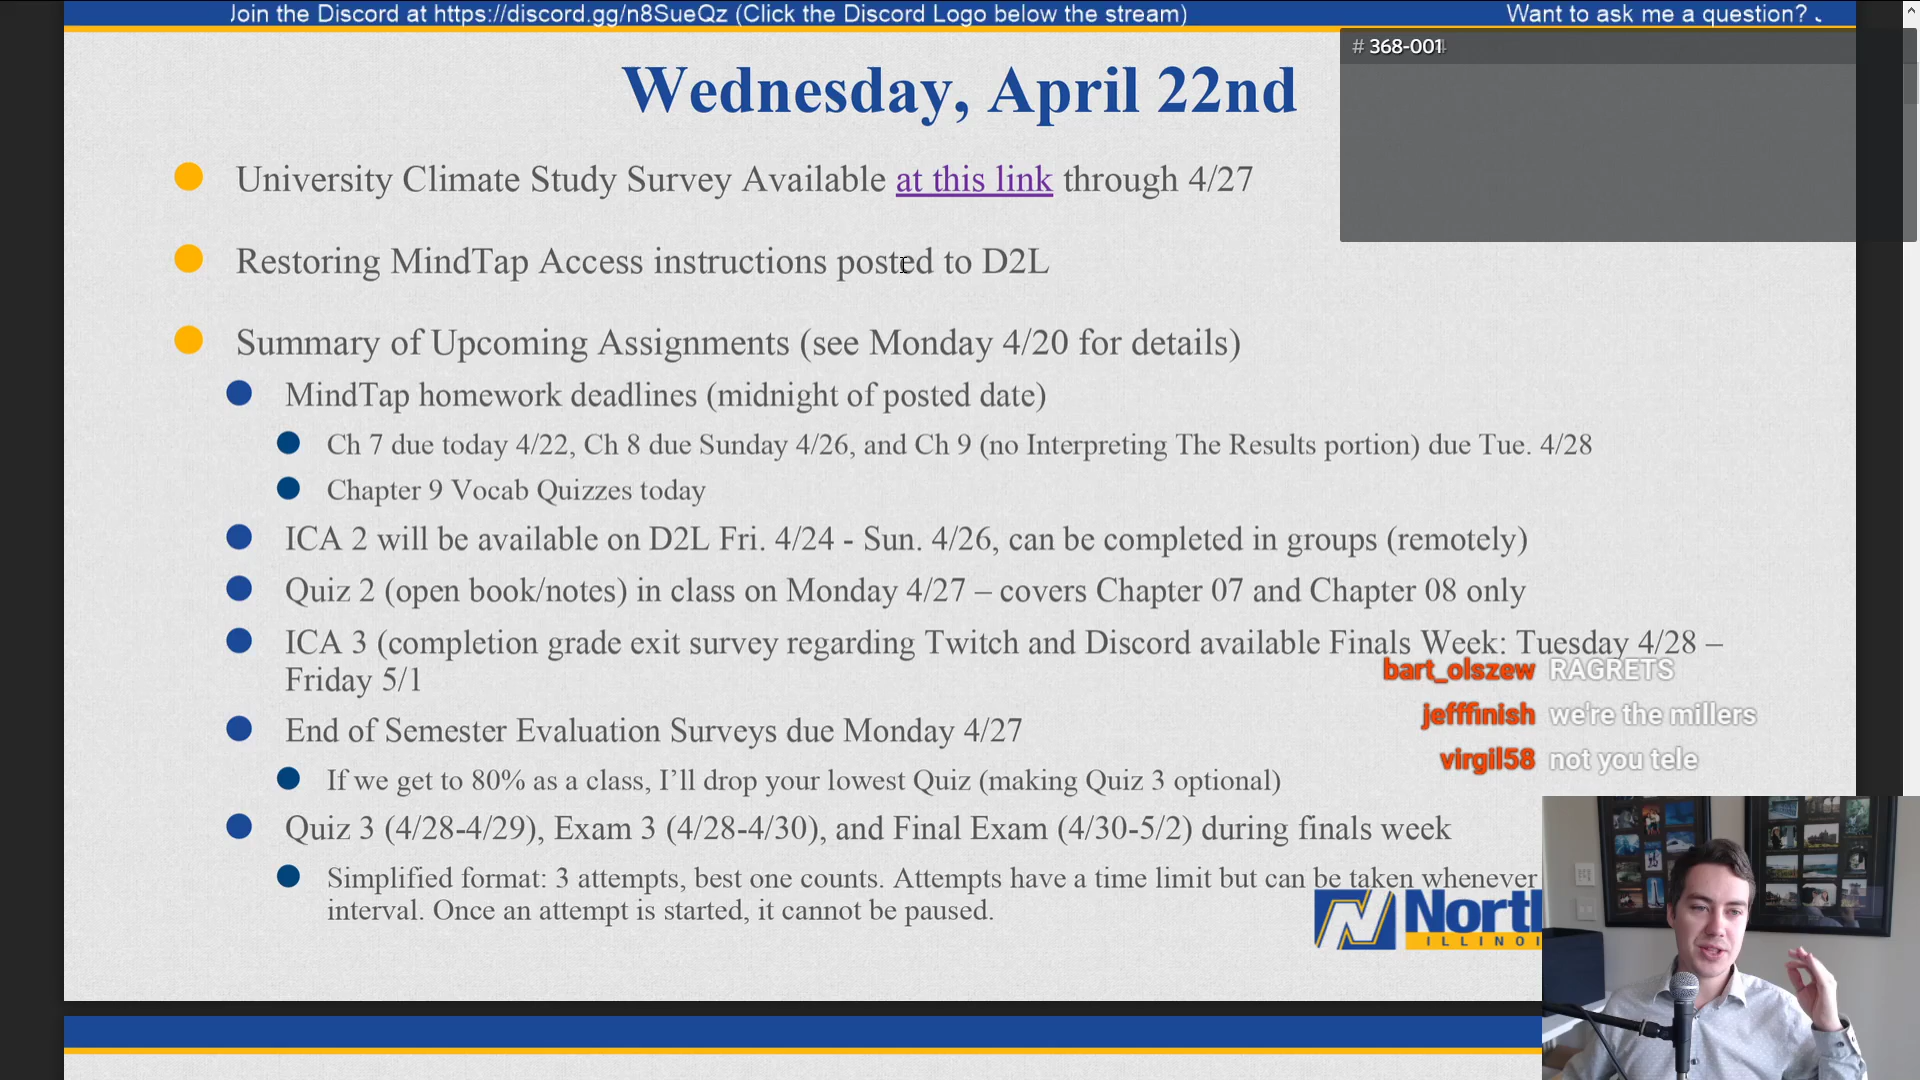 Join the Discord at https://discord.gg/n8SueQz (Click the Discord Logo below the stream)
Want to ask me a question?
# 368-001
Wednesday, April 22nd
University Climate Study Survey Available at this link through 4/27
Restoring MindTap Access instructions posted to D2L
Summary of Upcoming Assignments (see Monday 4/20 for details)
MindTap homework deadlines (midnight of posted date)
Ch 7 due today 4/22, Ch 8 due Sunday 4/26, and Ch 9 (no Interpreting The Results portion) due Tue. 4/28
Chapter 9 Vocab Quizzes today
ICA 2 will be available on D2L Fri. 4/24 - Sun. 4/26, can be completed in groups (remotely)
Quiz 2 (open book/notes) in class on Monday 4/27 – covers Chapter 07 and Chapter 08 only
ICA 3 (completion grade exit survey regarding Twitch and Discord available Finals Week: Tuesday 4/28 –
Friday 5/1
bart_olszew RAGRETS
jefffinish we're the millers
virgil58 not you tele
End of Semester Evaluation Surveys due Monday 4/27
If we get to 80% as a class, I'll drop your lowest Quiz (making Quiz 3 optional)
Quiz 3 (4/28-4/29), Exam 3 (4/28-4/30), and Final Exam (4/30-5/2) during finals week
Simplified format: 3 attempts, best one counts. Attempts have a time limit but can be taken whenever
interval. Once an attempt is started, it cannot be paused.
North
ILLINOI